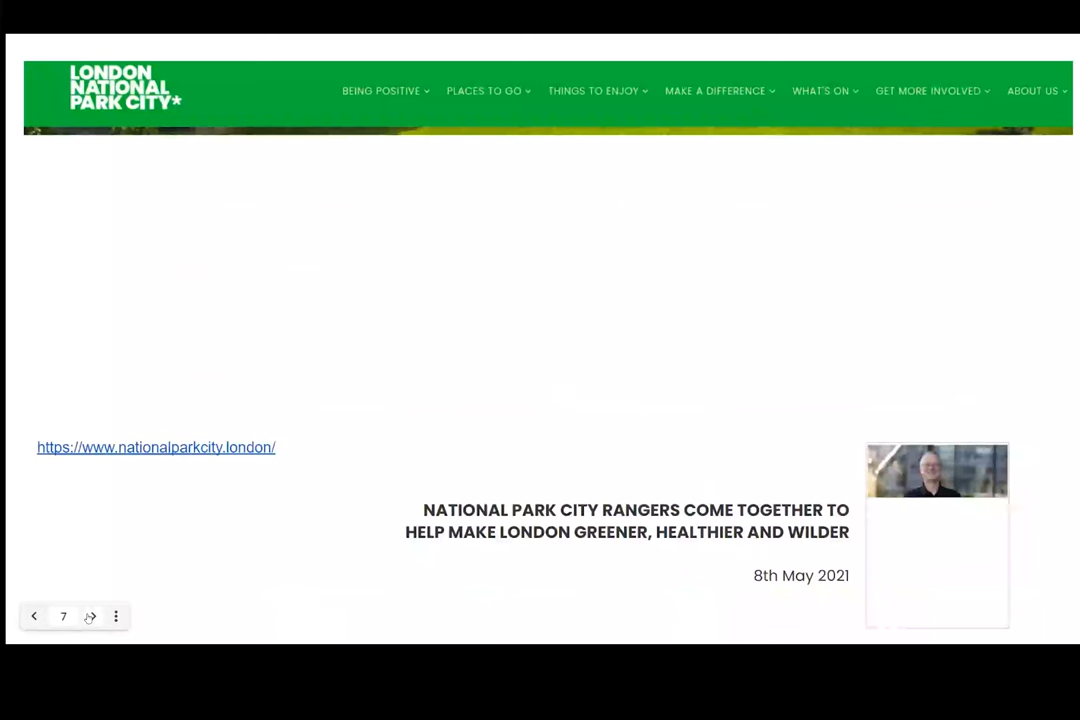 LONDON
NATIONAL
PARK CITY*
BEING POSITIVE PLACES TO GO THINGS TO ENJOY MAKE A DIFFERENCE WHAT'S ON GET MORE INVOLVED ABOUT US
https://www.nationalparkcity.london/
NATIONAL PARK CITY RANGERS COME TOGETHER TO
HELP MAKE LONDON GREENER, HEALTHIER AND WILDER
8th May 2021
7